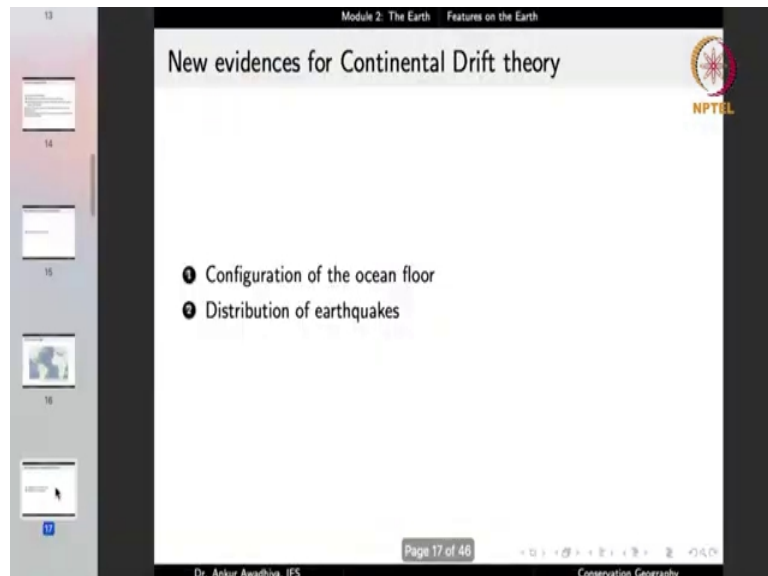 13
Module 2: The Earth Features on the Earth
New evidences for Continental Drift theory
NPTEL
14
15
16
17
1 Configuration of the ocean floor
2 Distribution of earthquakes
Page 17 of 46
Dr. Ankur Awadhiya, IFS Conservation Geography